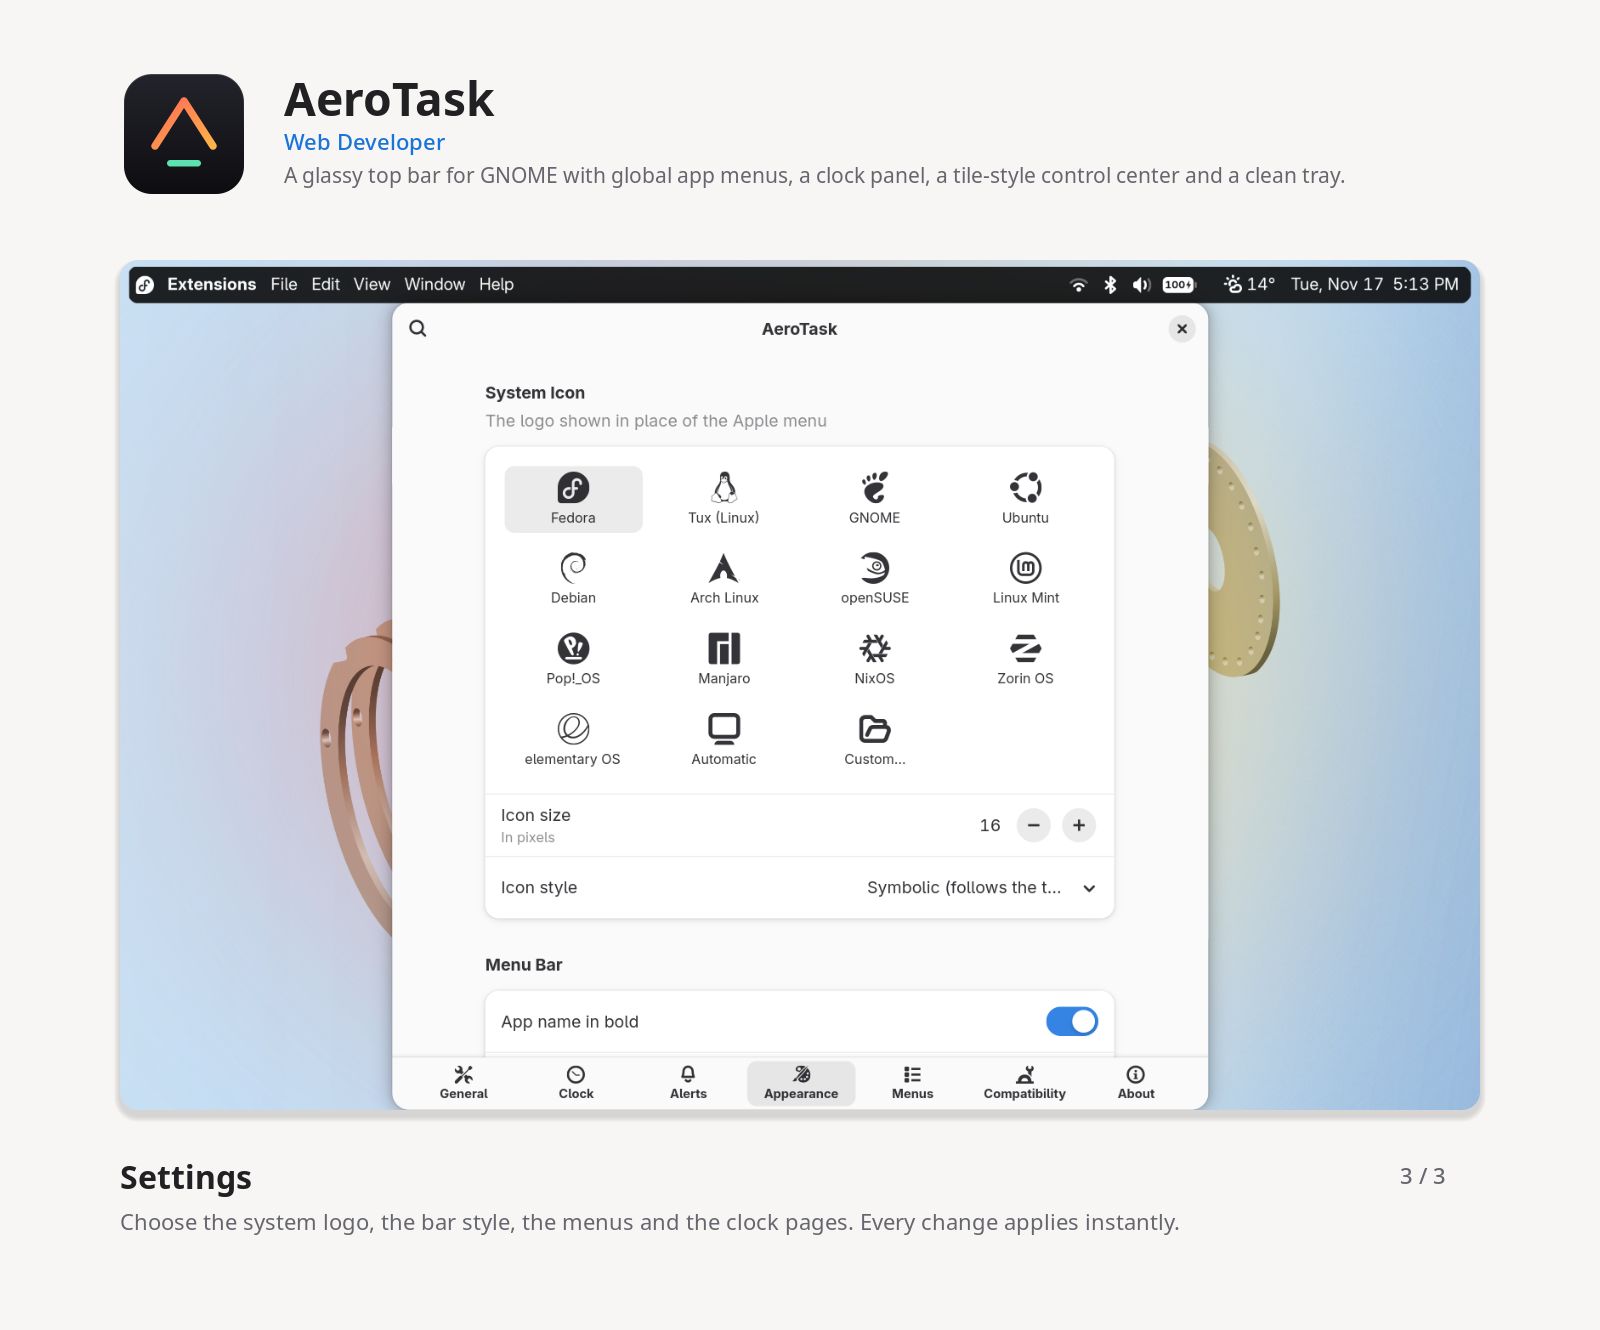 AeroTask
Web Developer
A glassy top bar for GNOME with global app menus, a clock panel, a tile-style control center and a clean tray.
Extensions File Edit View Window Help 100 14° Tue, Nov 17 5:13 PM
AeroTask
System Icon
The logo shown in place of the Apple menu
Fedora Tux (Linux) GNOME Ubuntu
Debian Arch Linux openSUSE Linux Mint
Pop!_OS Manjaro NixOS Zorin OS
elementary OS Automatic Custom...
Icon size 16
In pixels
Icon style Symbolic (follows the t...
Menu Bar
App name in bold
General Clock Alerts Appearance Menus Compatibility About
Settings 3 / 3
Choose the system logo, the bar style, the menus and the clock pages. Every change applies instantly.